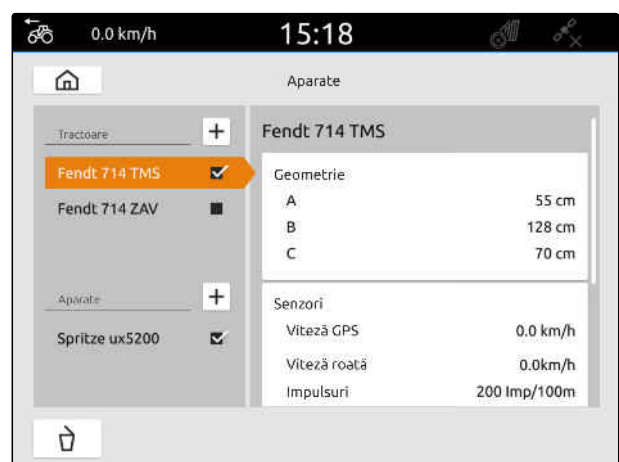 0.0 km/h 15:18
Aparate
Tractoare
Fendt 714 TMS
Fendt 714 ZAV
Aparate
Spritze ux5200
Fendt 714 TMS
Geometrie
A 55 cm
B 128 cm
C 70 cm
Senzori
Viteză GPS 0.0 km/h
Viteză roată 0.0km/h
Impulsuri 200 Imp/100m